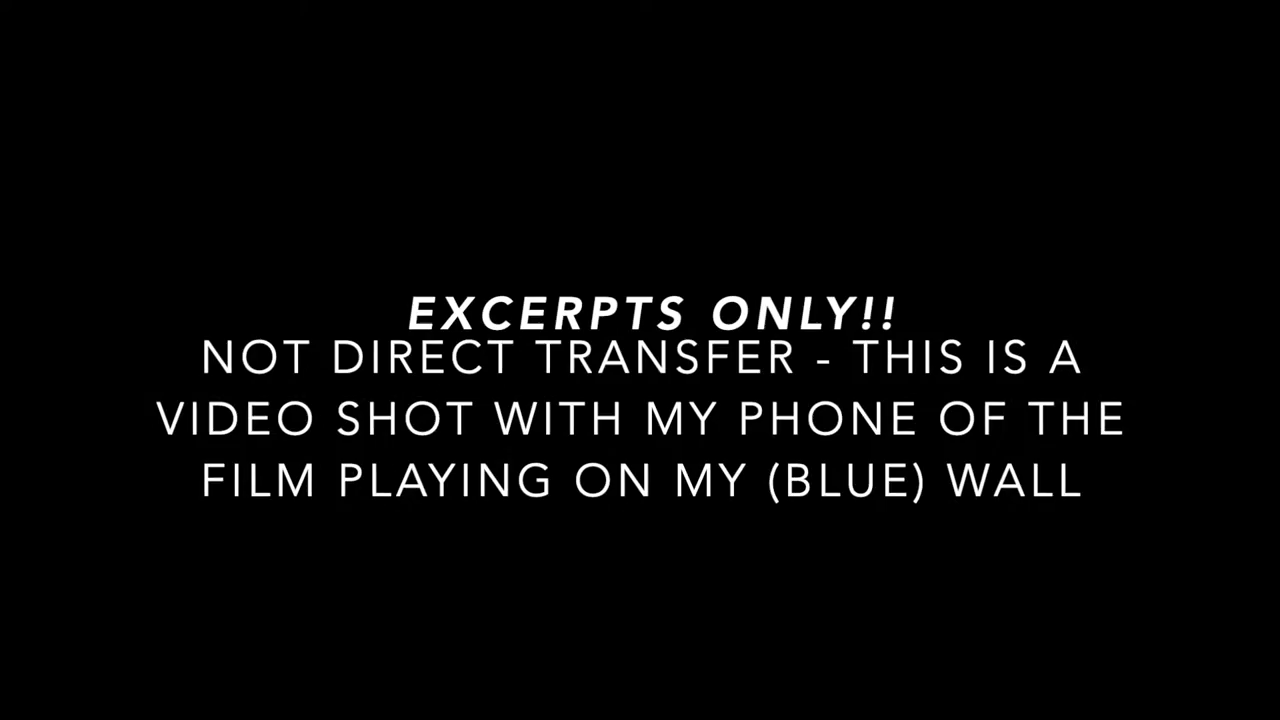 EXCERPTS ONLY!!
NOT DIRECT TRANSFER - THIS IS A
VIDEO SHOT WITH MY PHONE OF THE
FILM PLAYING ON MY (BLUE) WALL